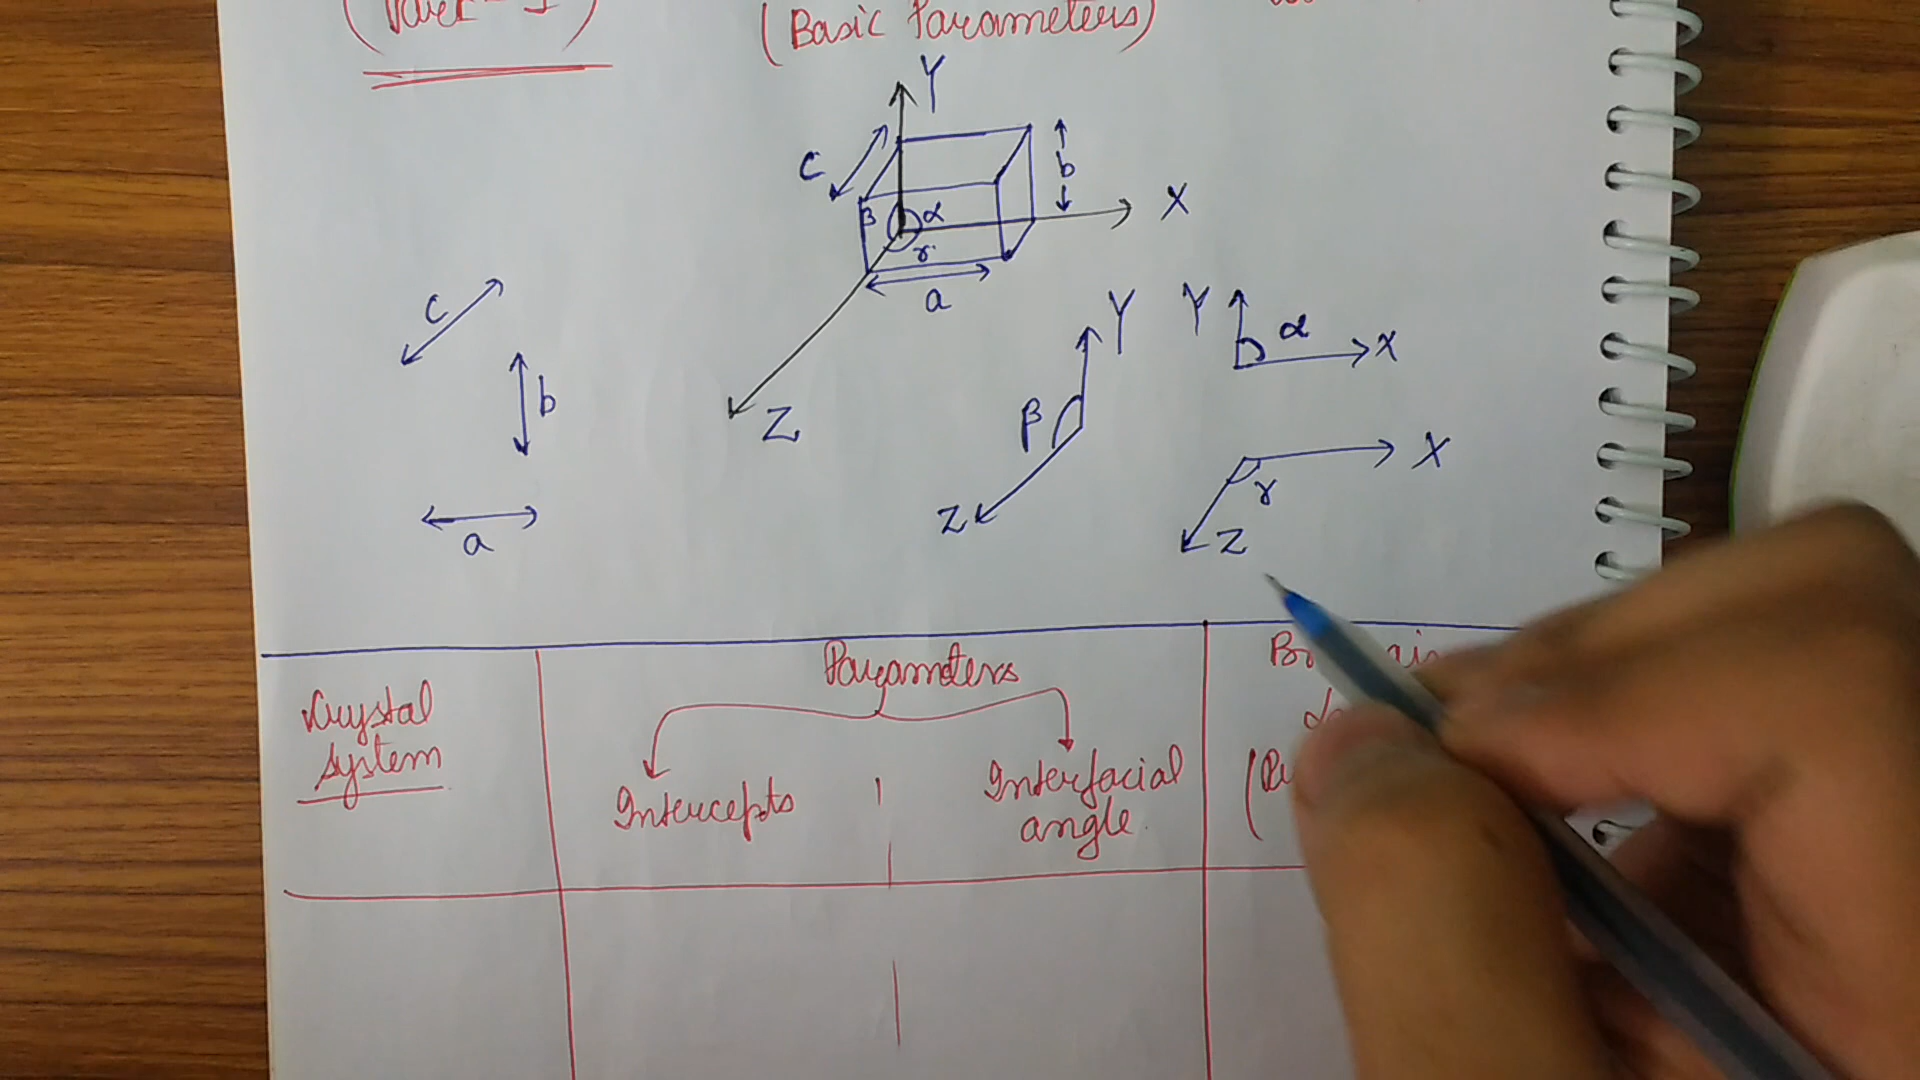 (Basic Parameters)
Y
C
b
X
β
α
γ
a
Z
C
b
a
Y
β
Z
Y
α
X
X
γ
Z
Parameters
Crystal
System
Intercepts
Interfacial
angle